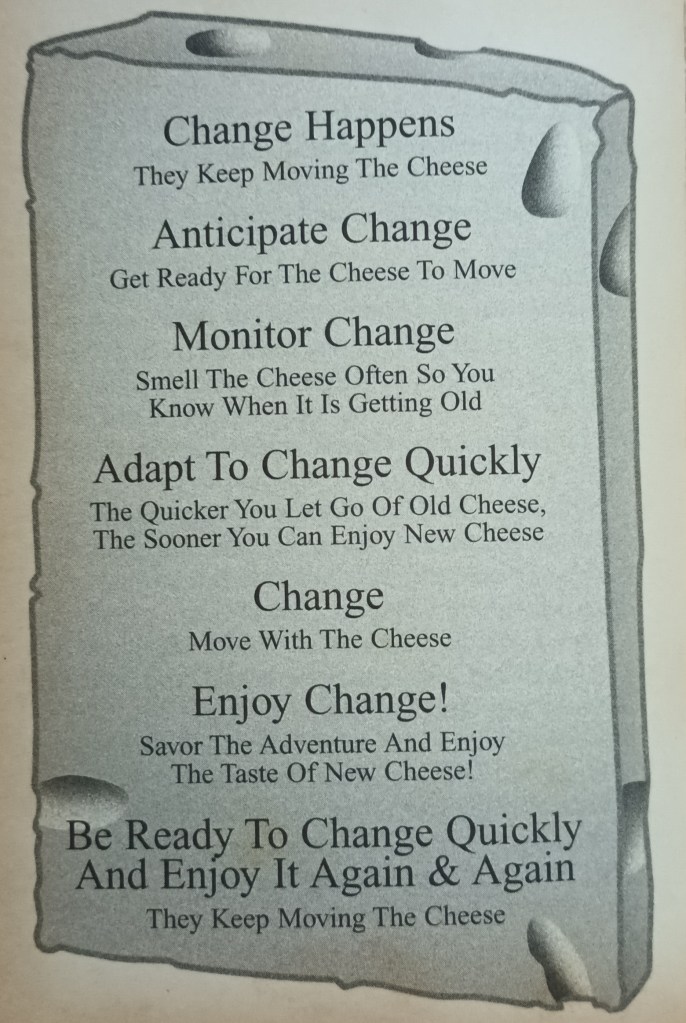 Change Happens
They Keep Moving The Cheese
Anticipate Change
Get Ready For The Cheese To Move
Monitor Change
Smell The Cheese Often So You
Know When It Is Getting Old
Adapt To Change Quickly
The Quicker You Let Go Of Old Cheese,
The Sooner You Can Enjoy New Cheese
Change
Move With The Cheese
Enjoy Change!
Savor The Adventure And Enjoy
The Taste Of New Cheese!
Be Ready To Change Quickly
And Enjoy It Again & Again
They Keep Moving The Cheese